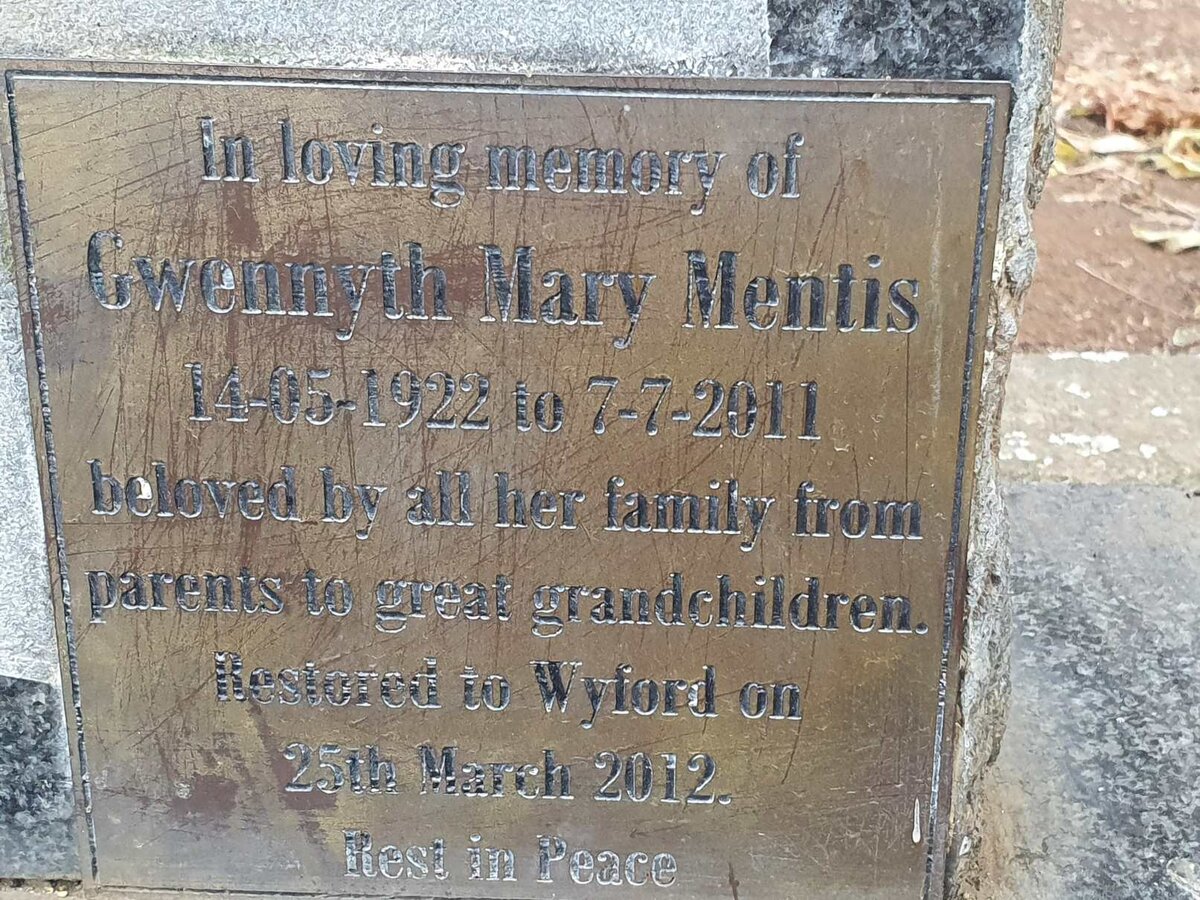 In loving memory of
Gwennyth Mary Mentis
14-05-1922 to 7-7-2011
beloved by all her family from
parents to great grandchildren.
Restored to Wyford on
25th March 2012.
Rest in Peace